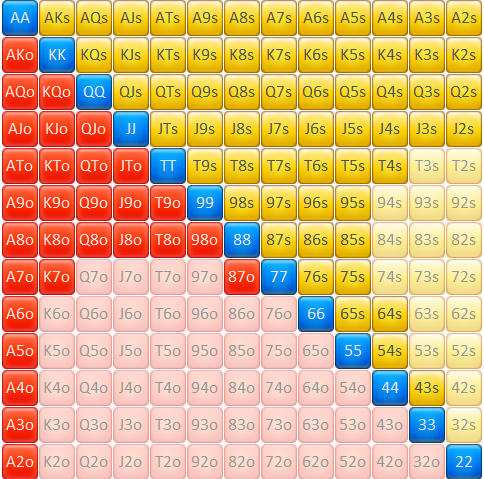 AA AKs AQs AJs ATs A9s A8s A7s A6s A5s A4s A3s A2s
AKo KK KQs KJs KTs K9s K8s K7s K6s K5s K4s K3s K2s
AQo KQo QQ QJs QTs Q9s Q8s Q7s Q6s Q5s Q4s Q3s Q2s
AJo KJo QJo JJ JTs J9s J8s J7s J6s J5s J4s J3s J2s
ATo KTo QTo JTo TT T9s T8s T7s T6s T5s T4s T3s T2s
A9o K9o Q9o J9o T9o 99 98s 97s 96s 95s 94s 93s 92s
A8o K8o Q8o J8o T8o 98o 88 87s 86s 85s 84s 83s 82s
A7o K7o Q7o J7o T7o 97o 87o 77 76s 75s 74s 73s 72s
A6o K6o Q6o J6o T6o 96o 86o 76o 66 65s 64s 63s 62s
A5o K5o Q5o J5o T5o 95o 85o 75o 65o 55 54s 53s 52s
A4o K4o Q4o J4o T4o 94o 84o 74o 64o 54o 44 43s 42s
A3o K3o Q3o J3o T3o 93o 83o 73o 63o 53o 43o 33 32s
A2o K2o Q2o J2o T2o 92o 82o 72o 62o 52o 42o 32o 22